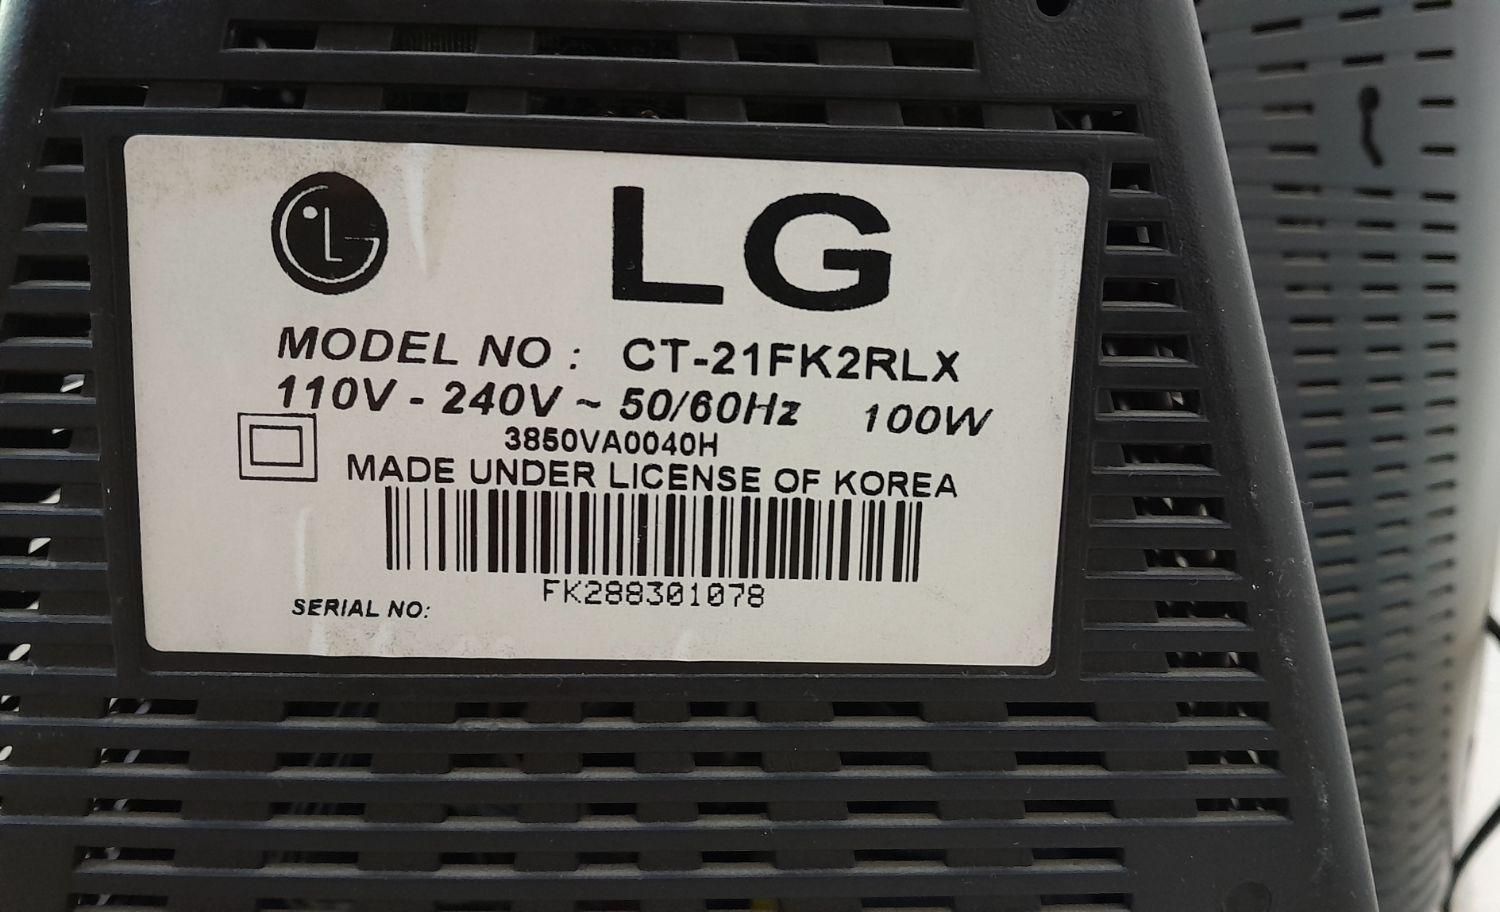 LG
LG
MODEL NO : CT-21FK2RLX
110V - 240V ~ 50/60Hz 100W
3850VA0040H
MADE UNDER LICENSE OF KOREA
FK288301078
SERIAL NO: